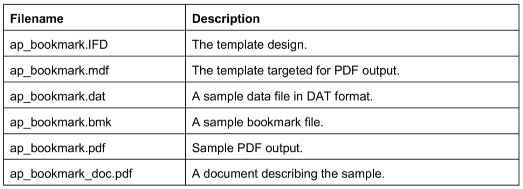 Filename Description
ap_bookmark.IFD The template design.
ap_bookmark.mdf The template targeted for PDF output.
ap_bookmark.dat A sample data file in DAT format.
ap_bookmark.bmk A sample bookmark file.
ap_bookmark.pdf Sample PDF output.
ap_bookmark_doc.pdf A document describing the sample.